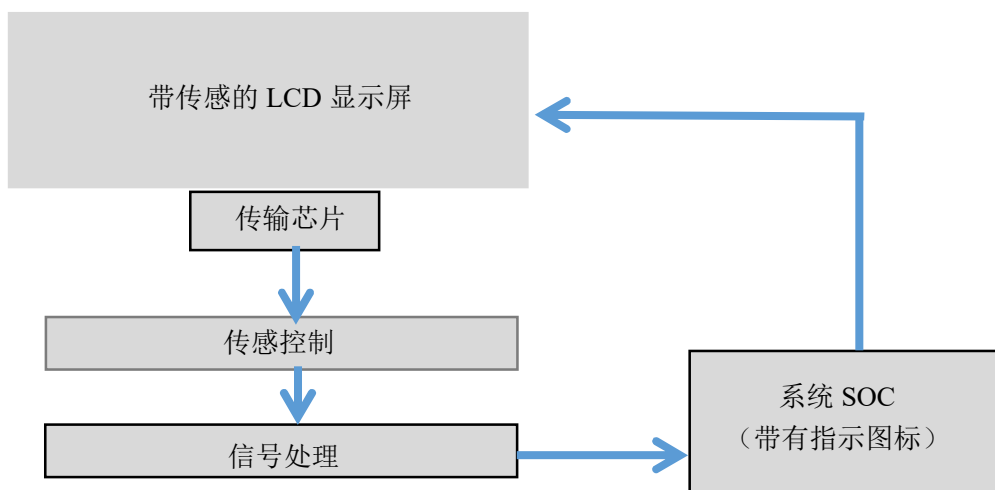 带传感的 LCD 显示屏
传输芯片
传感控制
信号处理
系统 SOC
（带有指示图标）